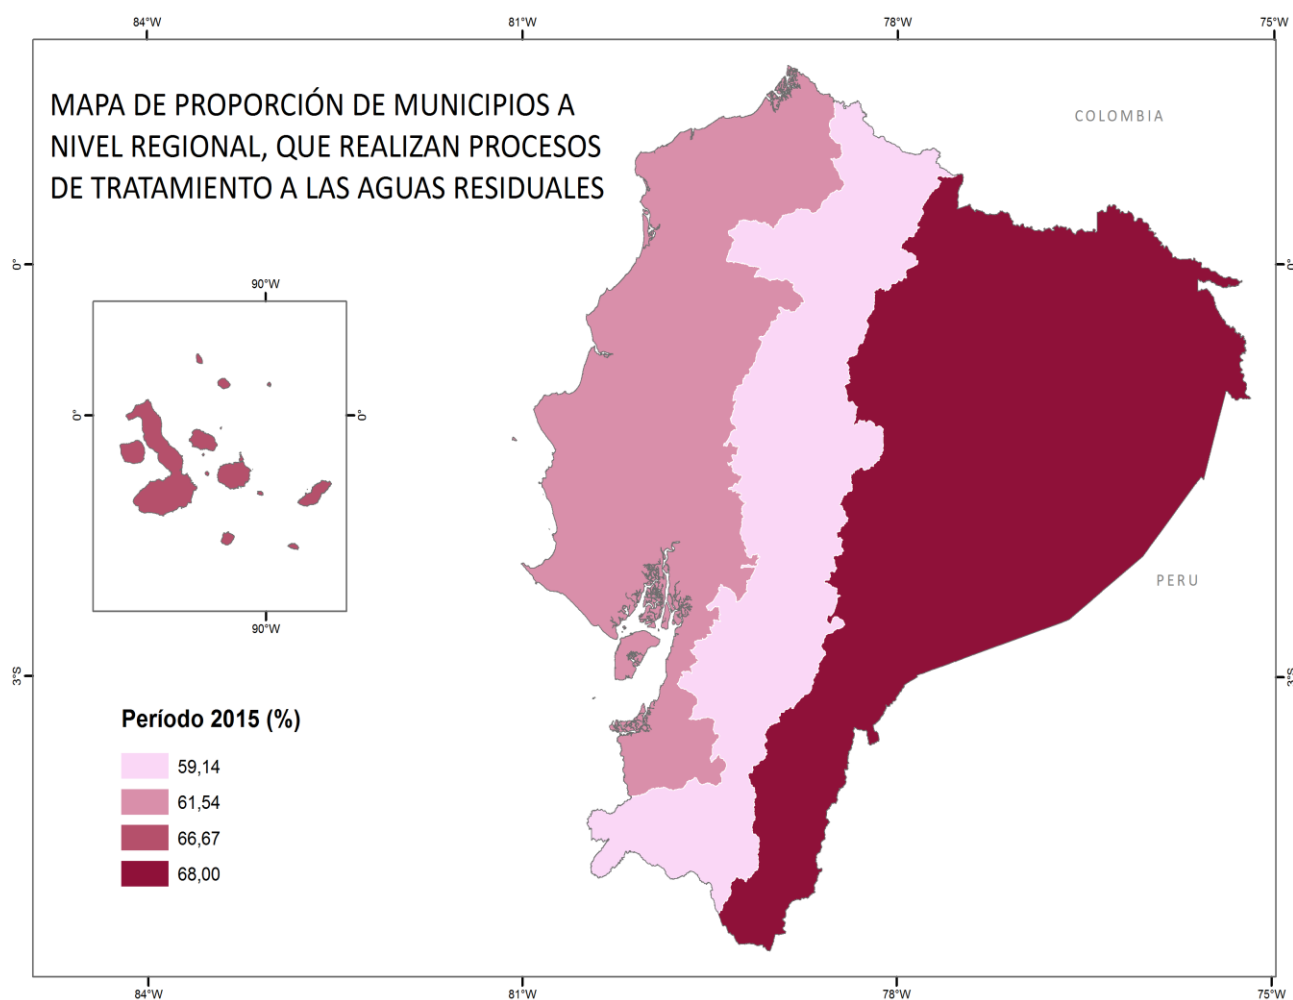 84°W
81°W
78°W
75°W
MAPA DE PROPORCIÓN DE MUNICIPIOS A
NIVEL REGIONAL, QUE REALIZAN PROCESOS
DE TRATAMIENTO A LAS AGUAS RESIDUALES
COLOMBIA
0°
0°
90°W
0°
0°
90°W
PERU
3°S
3°S
Período 2015 (%)
59,14
61,54
66,67
68,00
84°W
81°W
78°W
75°W